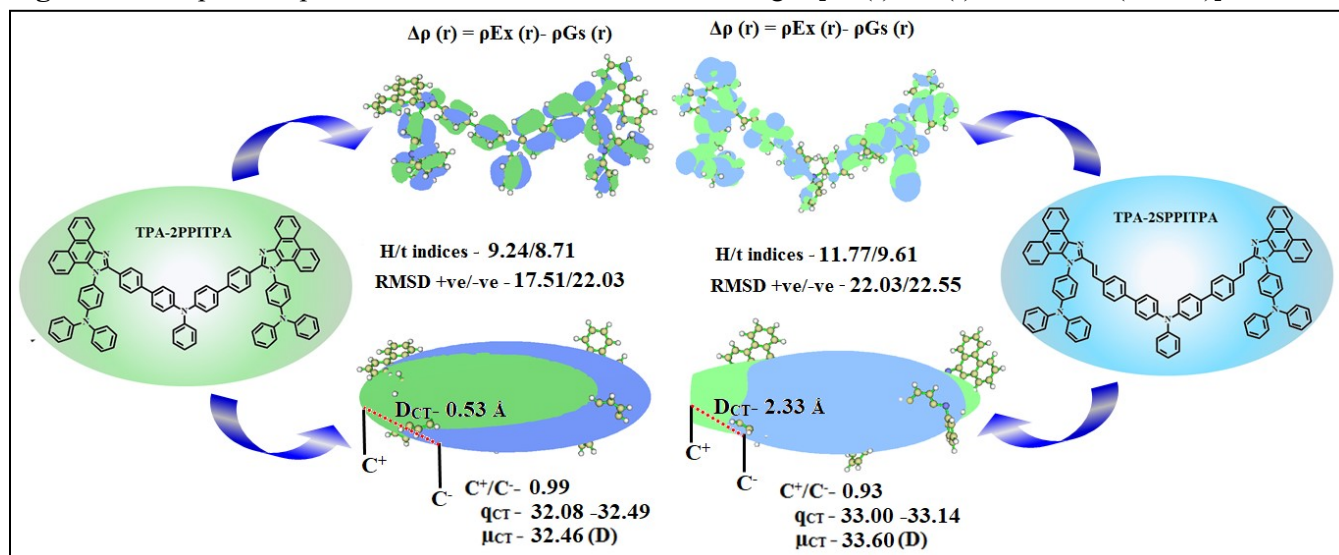 Δρ (r) = ρEx (r)- ρGs (r)
Δρ (r) = ρEx (r)- ρGs (r)
TPA-2PPITPA
TPA-2SPPITPA
N
N
N
N
N
N
N
N
N
N
N
N
N
N
H/t indices - 9.24/8.71
RMSD +ve/-ve - 17.51/22.03
H/t indices - 11.77/9.61
RMSD +ve/-ve - 22.03/22.55
DCT- 0.53 Å
C+
C-
C+/C-- 0.99
qCT - 32.08 -32.49
μCT - 32.46 (D)
DCT- 2.33 Å
C+
C-
C+/C-- 0.93
qCT - 33.00 -33.14
μCT - 33.60 (D)